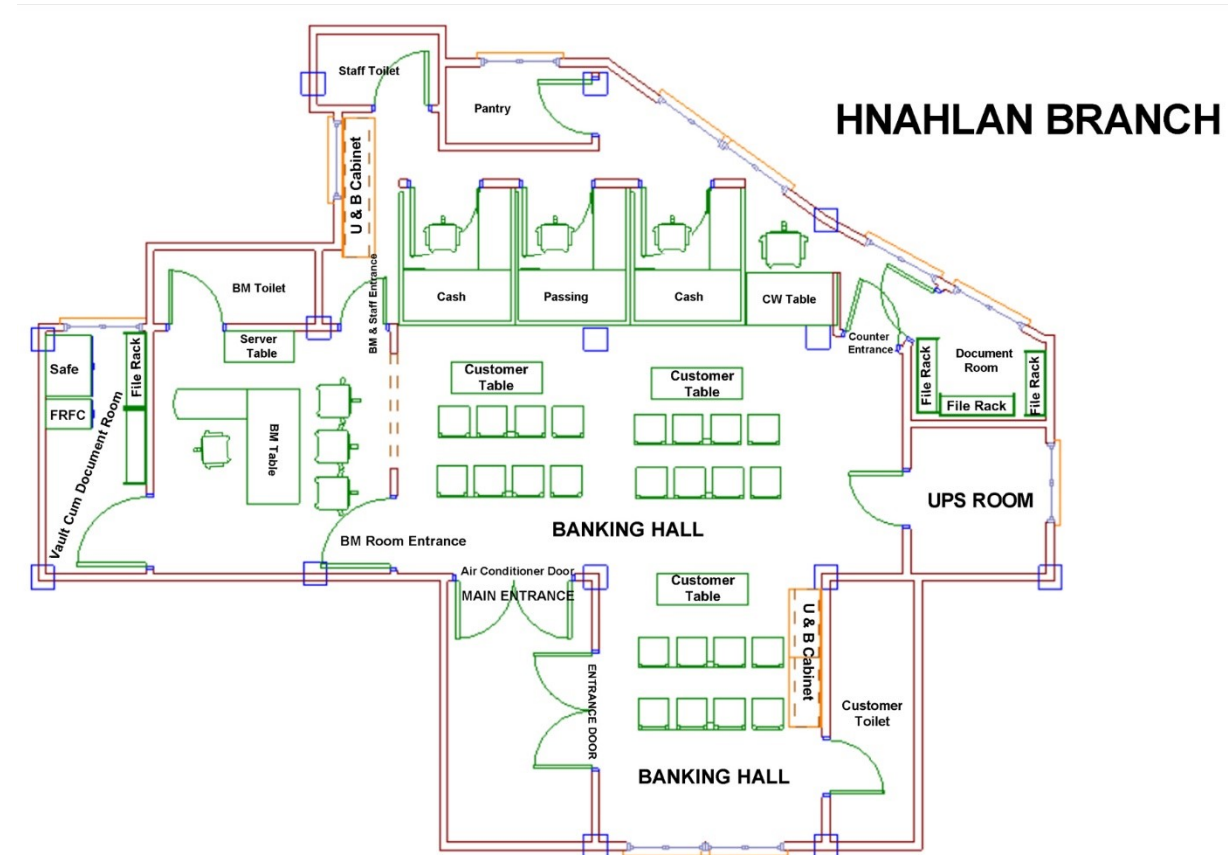 HNAHLAN BRANCH
Staff Toilet
Pantry
U & B Cabinet
BM Toilet
BM & Staff Entrance
Cash
Passing
Cash
CW Table
Counter
Entrance
Document
Room
File Rack
File Rack
File Rack
Safe
FRFC
File Rack
Vault Cum Document Room
Server
Table
BM Table
Customer
Table
Customer
Table
BANKING HALL
UPS ROOM
BM Room Entrance
Air Conditioner Door
MAIN ENTRANCE
Customer
Table
U & B Cabinet
ENTRANCE DOOR
Customer
Toilet
BANKING HALL